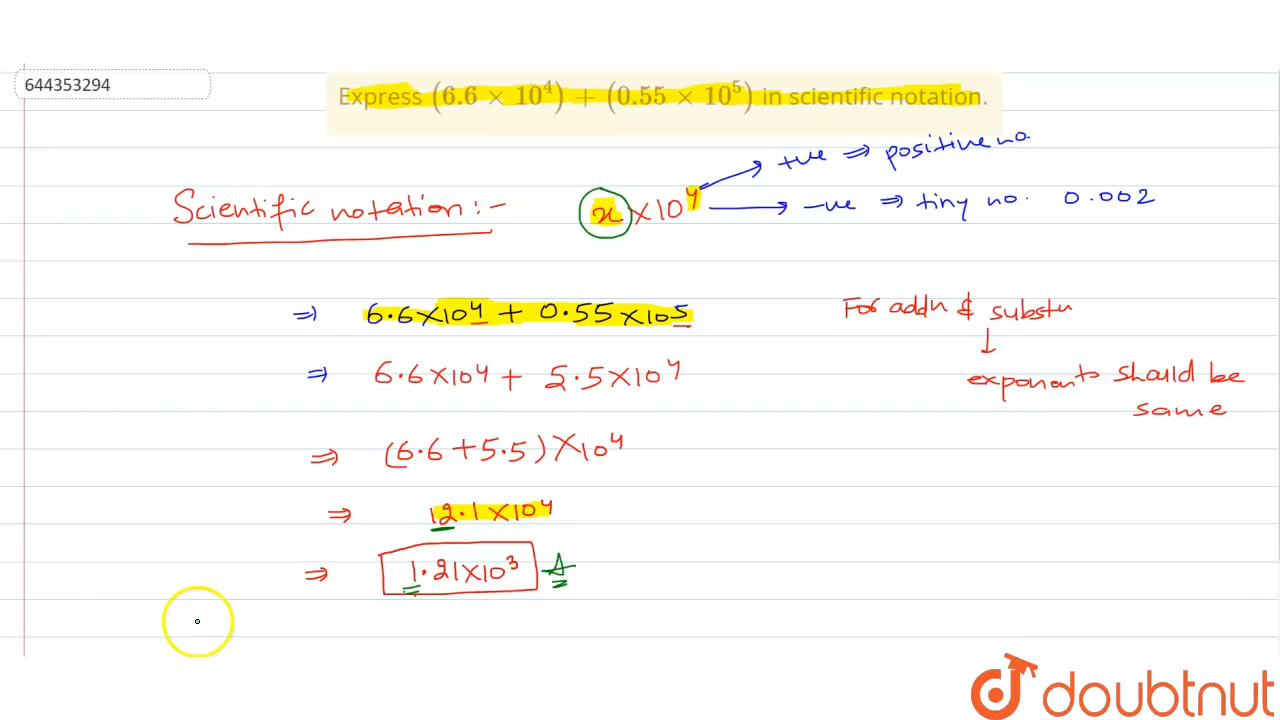 644353294
Express (6.6 × 10⁴) + (0.55 × 10⁵) in scientific notation.
+ve ⇒ positive no.
Scientific notation:- x × 10^y
-ve ⇒ tiny no. 0.002
⇒ 6.6×10⁴ + 0.55×10⁵
For addn & substn
⇒ 6.6×10⁴ + 5.5×10⁴
exponents should be
same
⇒ (6.6+5.5)×10⁴
⇒ 12.1×10⁴
⇒ 1.21×10³ A
doubtnut